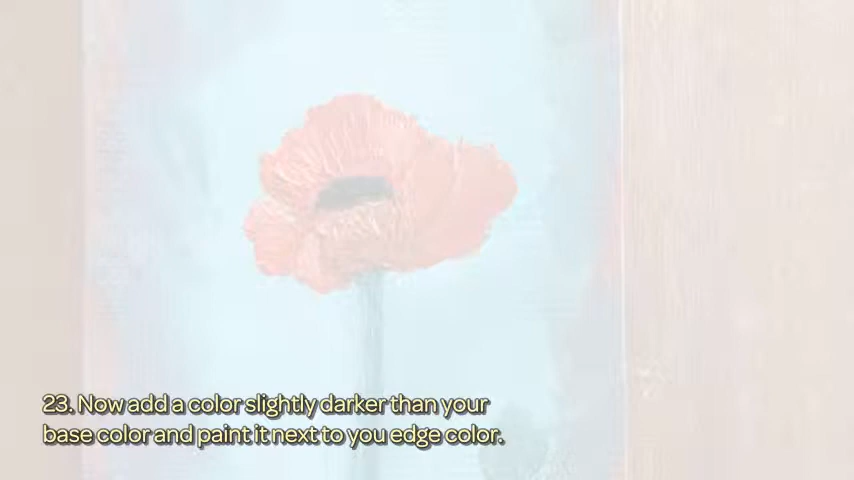 23. Now add a color slightly darker than your
base color and paint it next to you edge color.